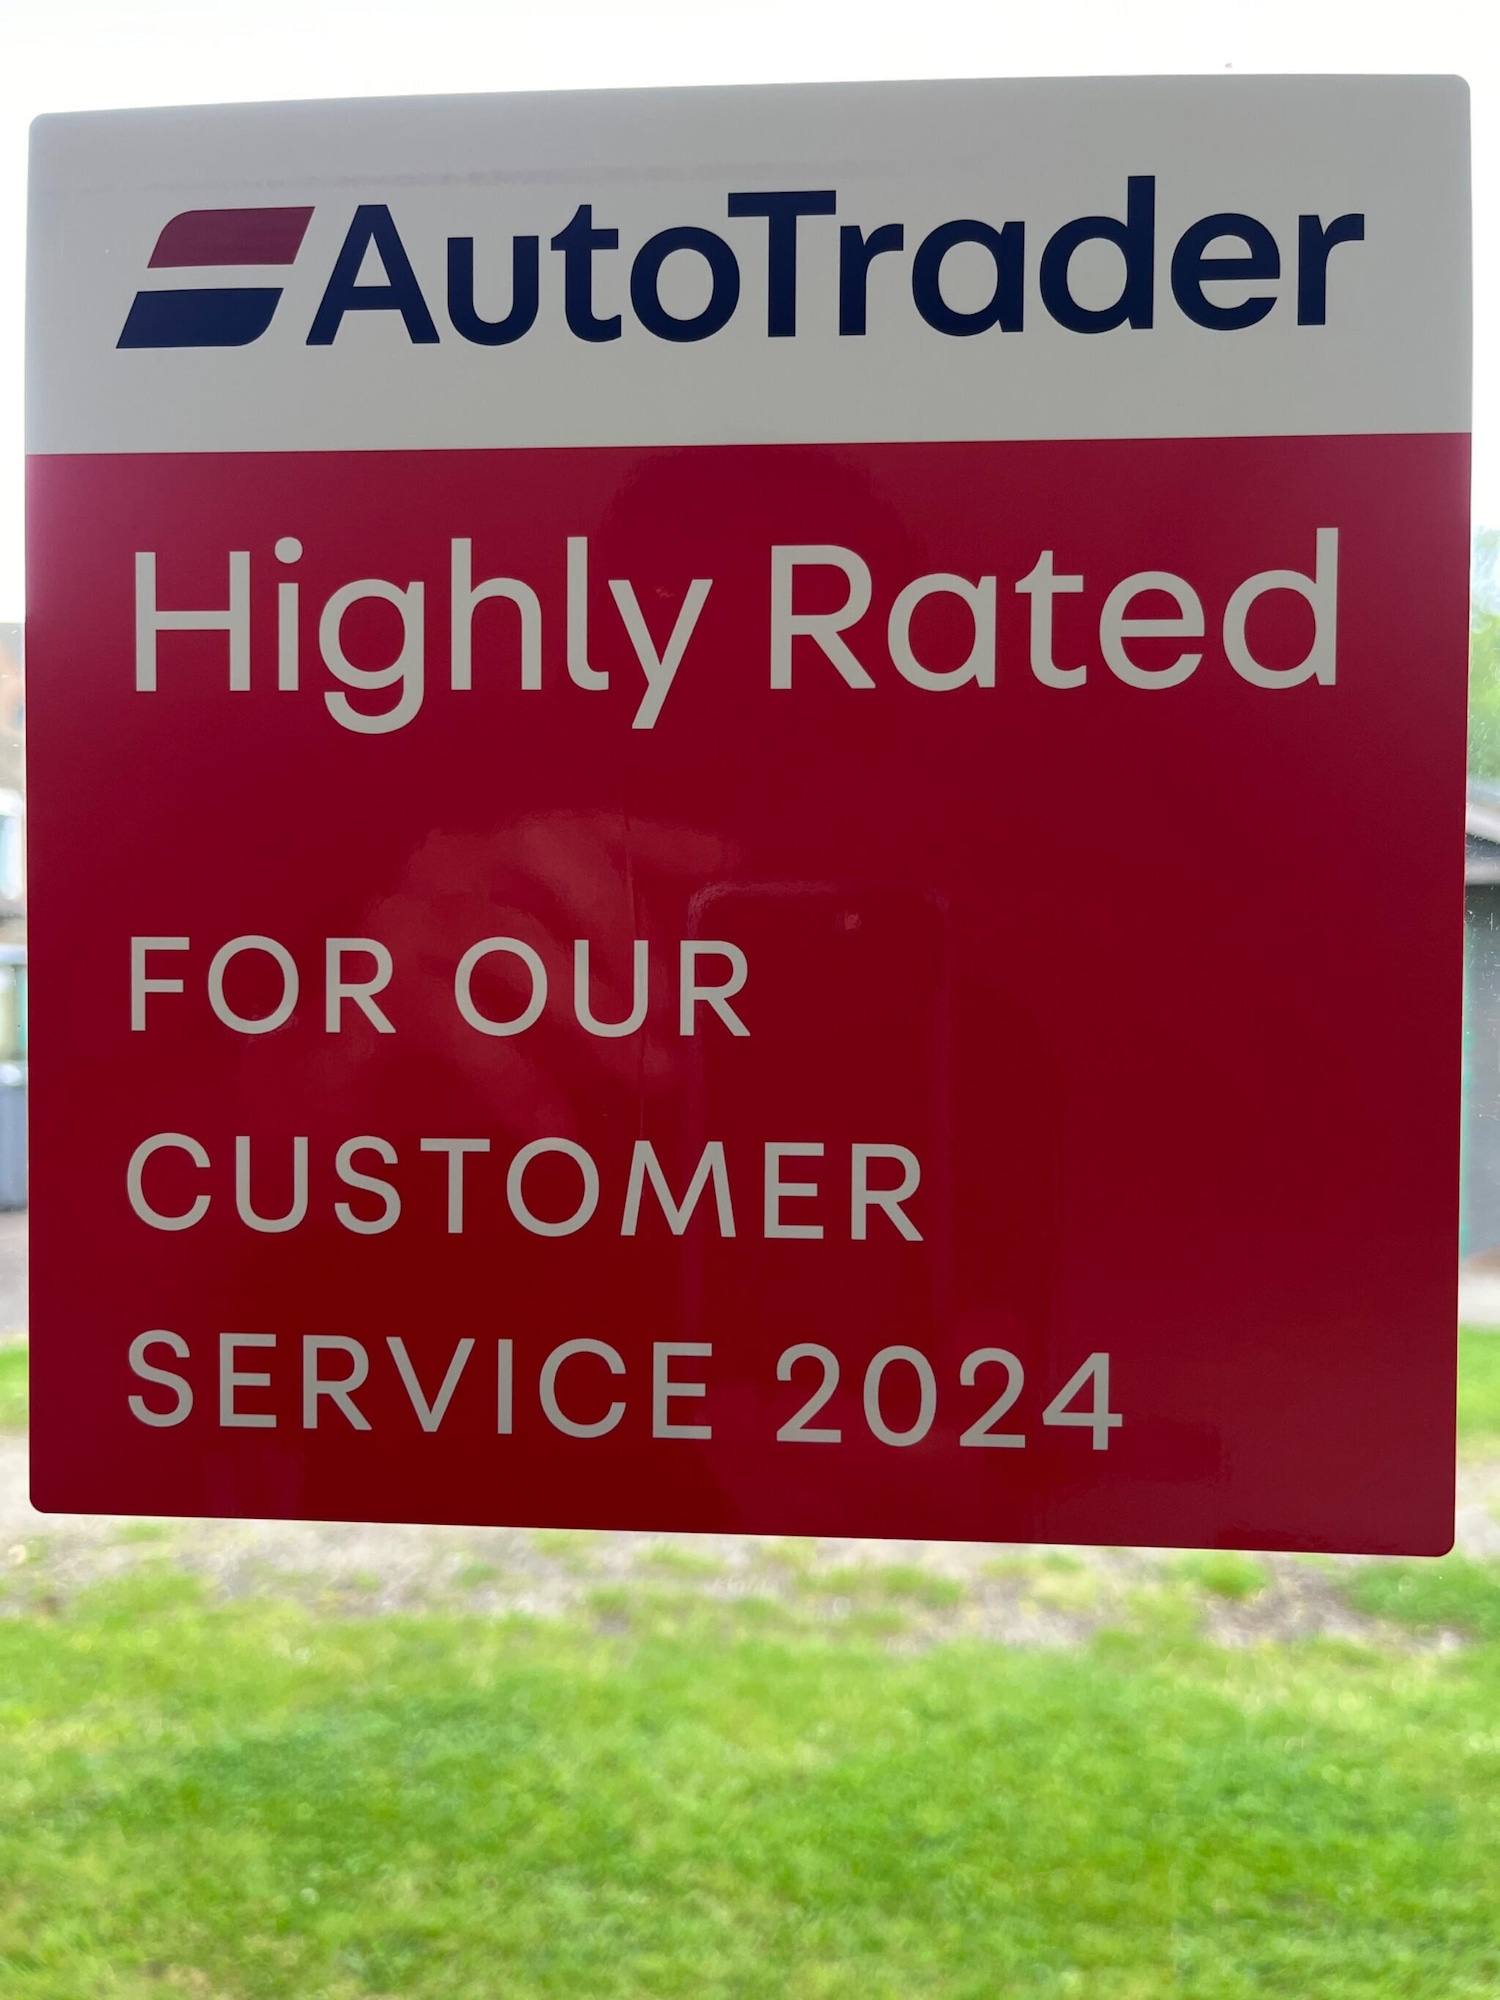 AutoTrader
Highly Rated
FOR OUR
CUSTOMER
SERVICE 2024